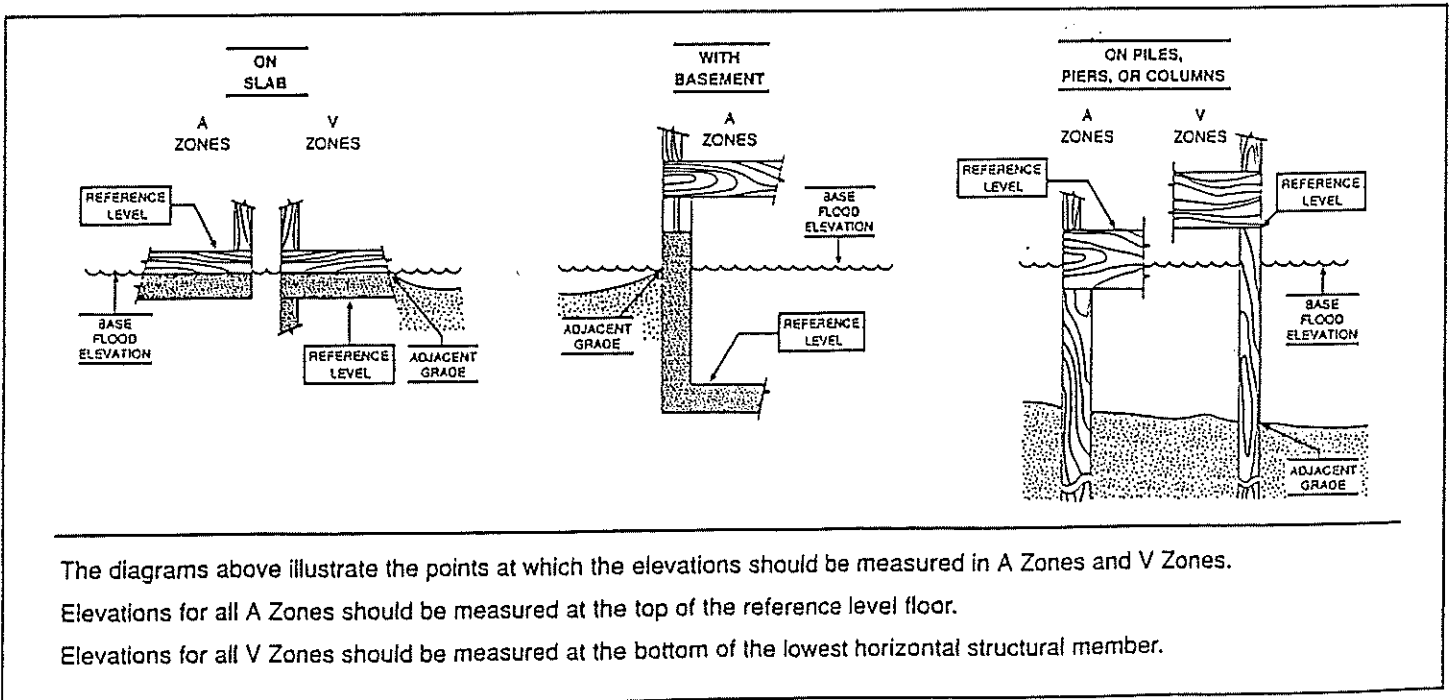 ON
SLAB
A
ZONES
V
ZONES
REFERENCE
LEVEL
BASE
FLOOD
ELEVATION
REFERENCE
LEVEL
ADJACENT
GRADE
WITH
BASEMENT
A
ZONES
BASE
FLOOD
ELEVATION
ADJACENT
GRADE
REFERENCE
LEVEL
ON PILES,
PIERS, OR COLUMNS
A
ZONES
V
ZONES
REFERENCE
LEVEL
REFERENCE
LEVEL
BASE
FLOOD
ELEVATION
ADJACENT
GRADE
The diagrams above illustrate the points at which the elevations should be measured in A Zones and V Zones.
Elevations for all A Zones should be measured at the top of the reference level floor.
Elevations for all V Zones should be measured at the bottom of the lowest horizontal structural member.